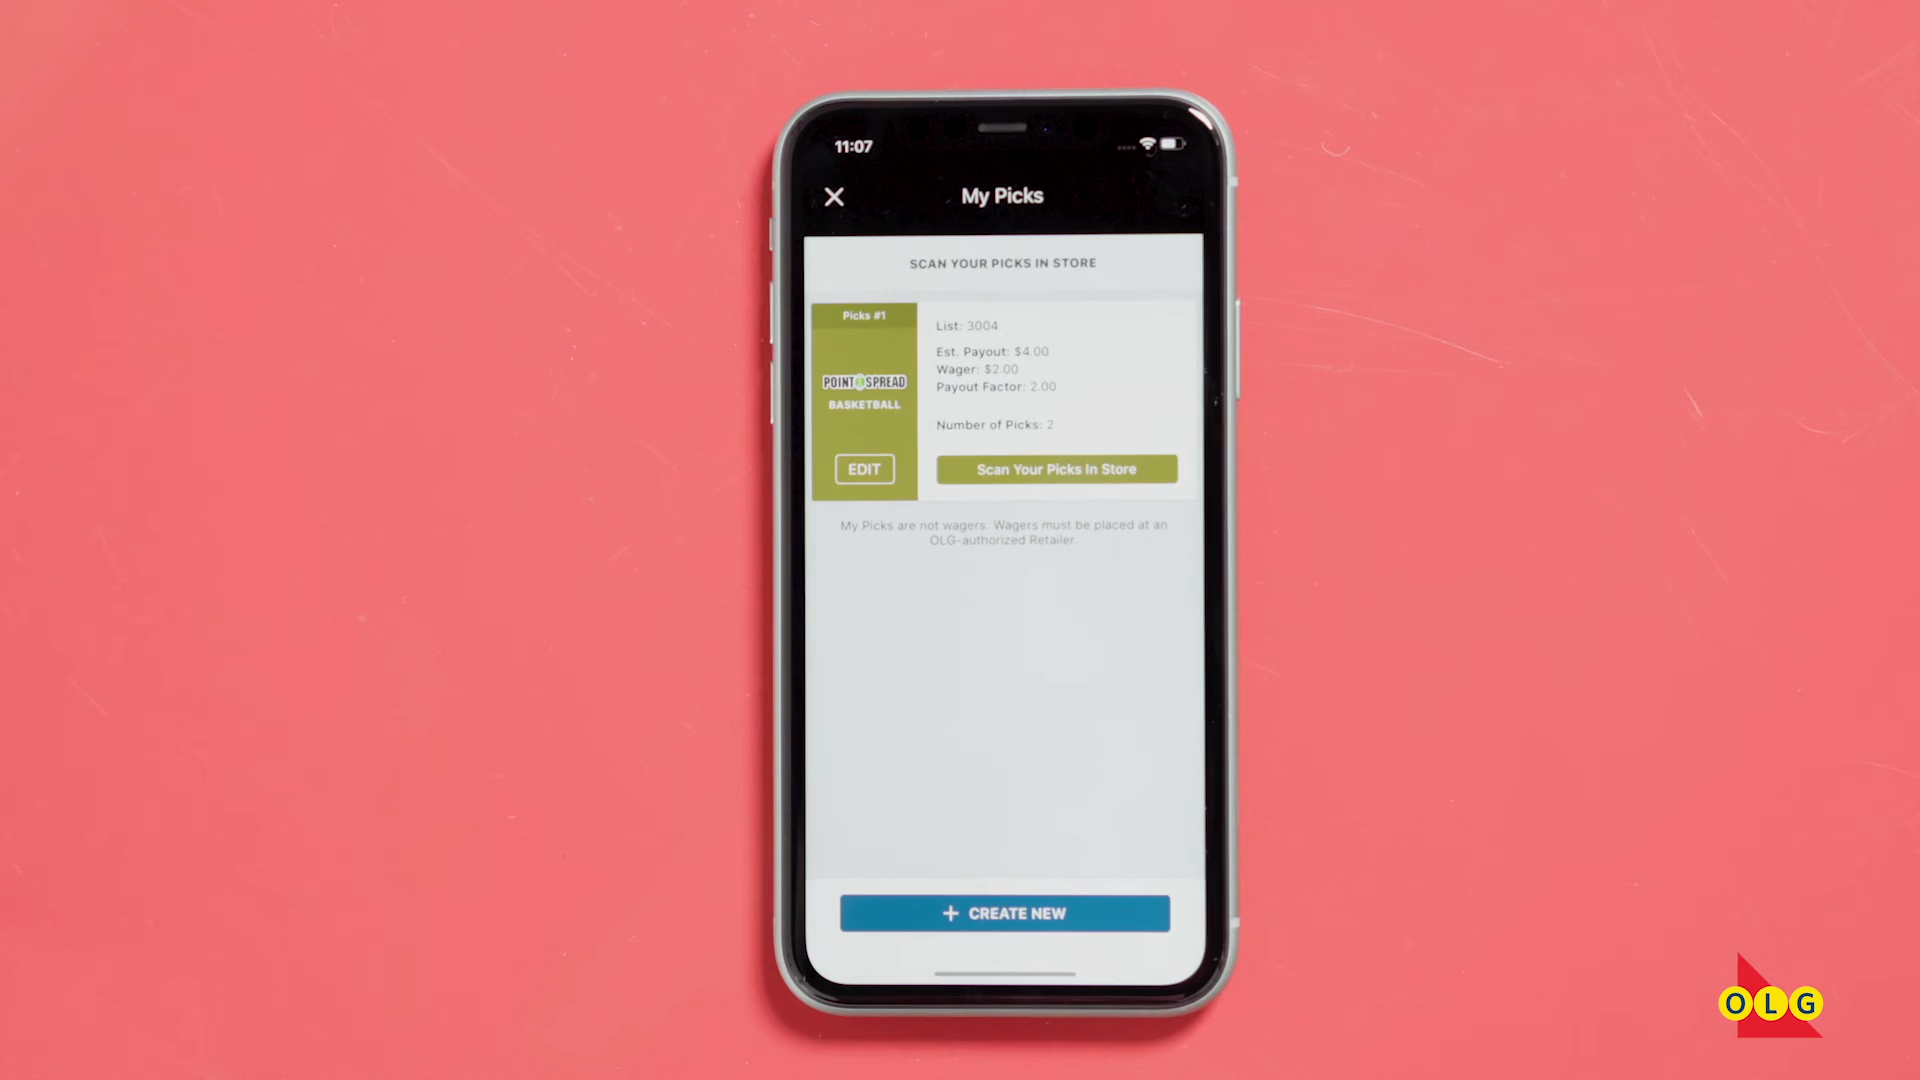 11:07
My Picks
SCAN YOUR PICKS IN STORE
Picks #1
POINT SPREAD
BASKETBALL
EDIT
List: 3004
Est. Payout: $4.00
Wager: $2.00
Payout Factor: 2.00
Number of Picks: 2
Scan Your Picks In Store
My Picks are not wagers. Wagers must be placed at an
OLG-authorized Retailer.
+ CREATE NEW
OLG